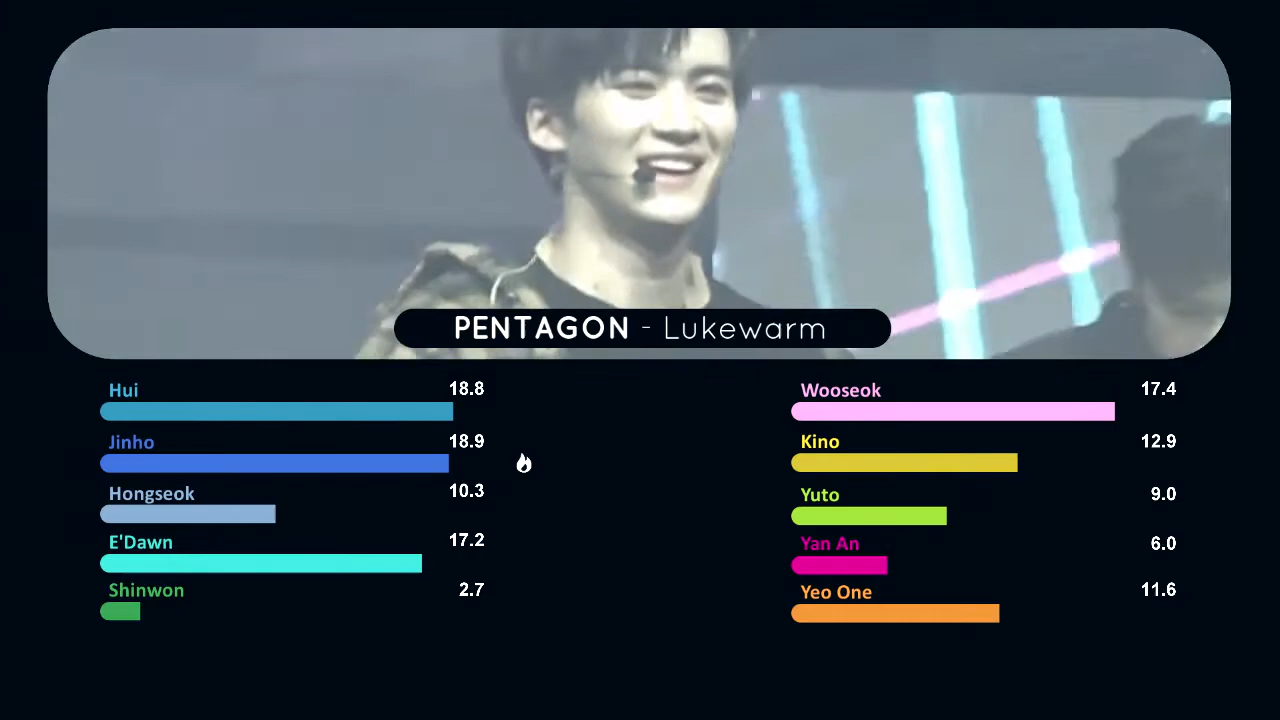 PENTAGON - Lukewarm
Hui 18.8
Jinho 18.9
Hongseok 10.3
E'Dawn 17.2
Shinwon 2.7
Wooseok 17.4
Kino 12.9
Yuto 9.0
Yan An 6.0
Yeo One 11.6